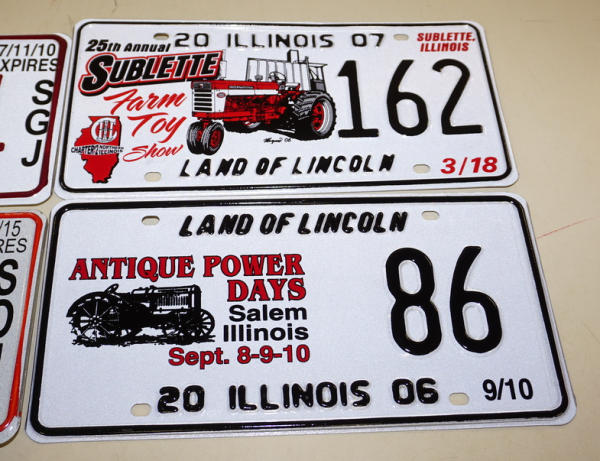 7/11/10
EXPIRES
SGJ
20 ILLINOIS 07
25th Annual
SUBLETTE
Farm
Toy
Show
SUBLETTE,
ILLINOIS
162
LAND OF LINCOLN
3/18
/15
RES
LAND OF LINCOLN
ANTIQUE POWER
DAYS
Salem
Illinois
Sept. 8-9-10
86
20 ILLINOIS 06
9/10